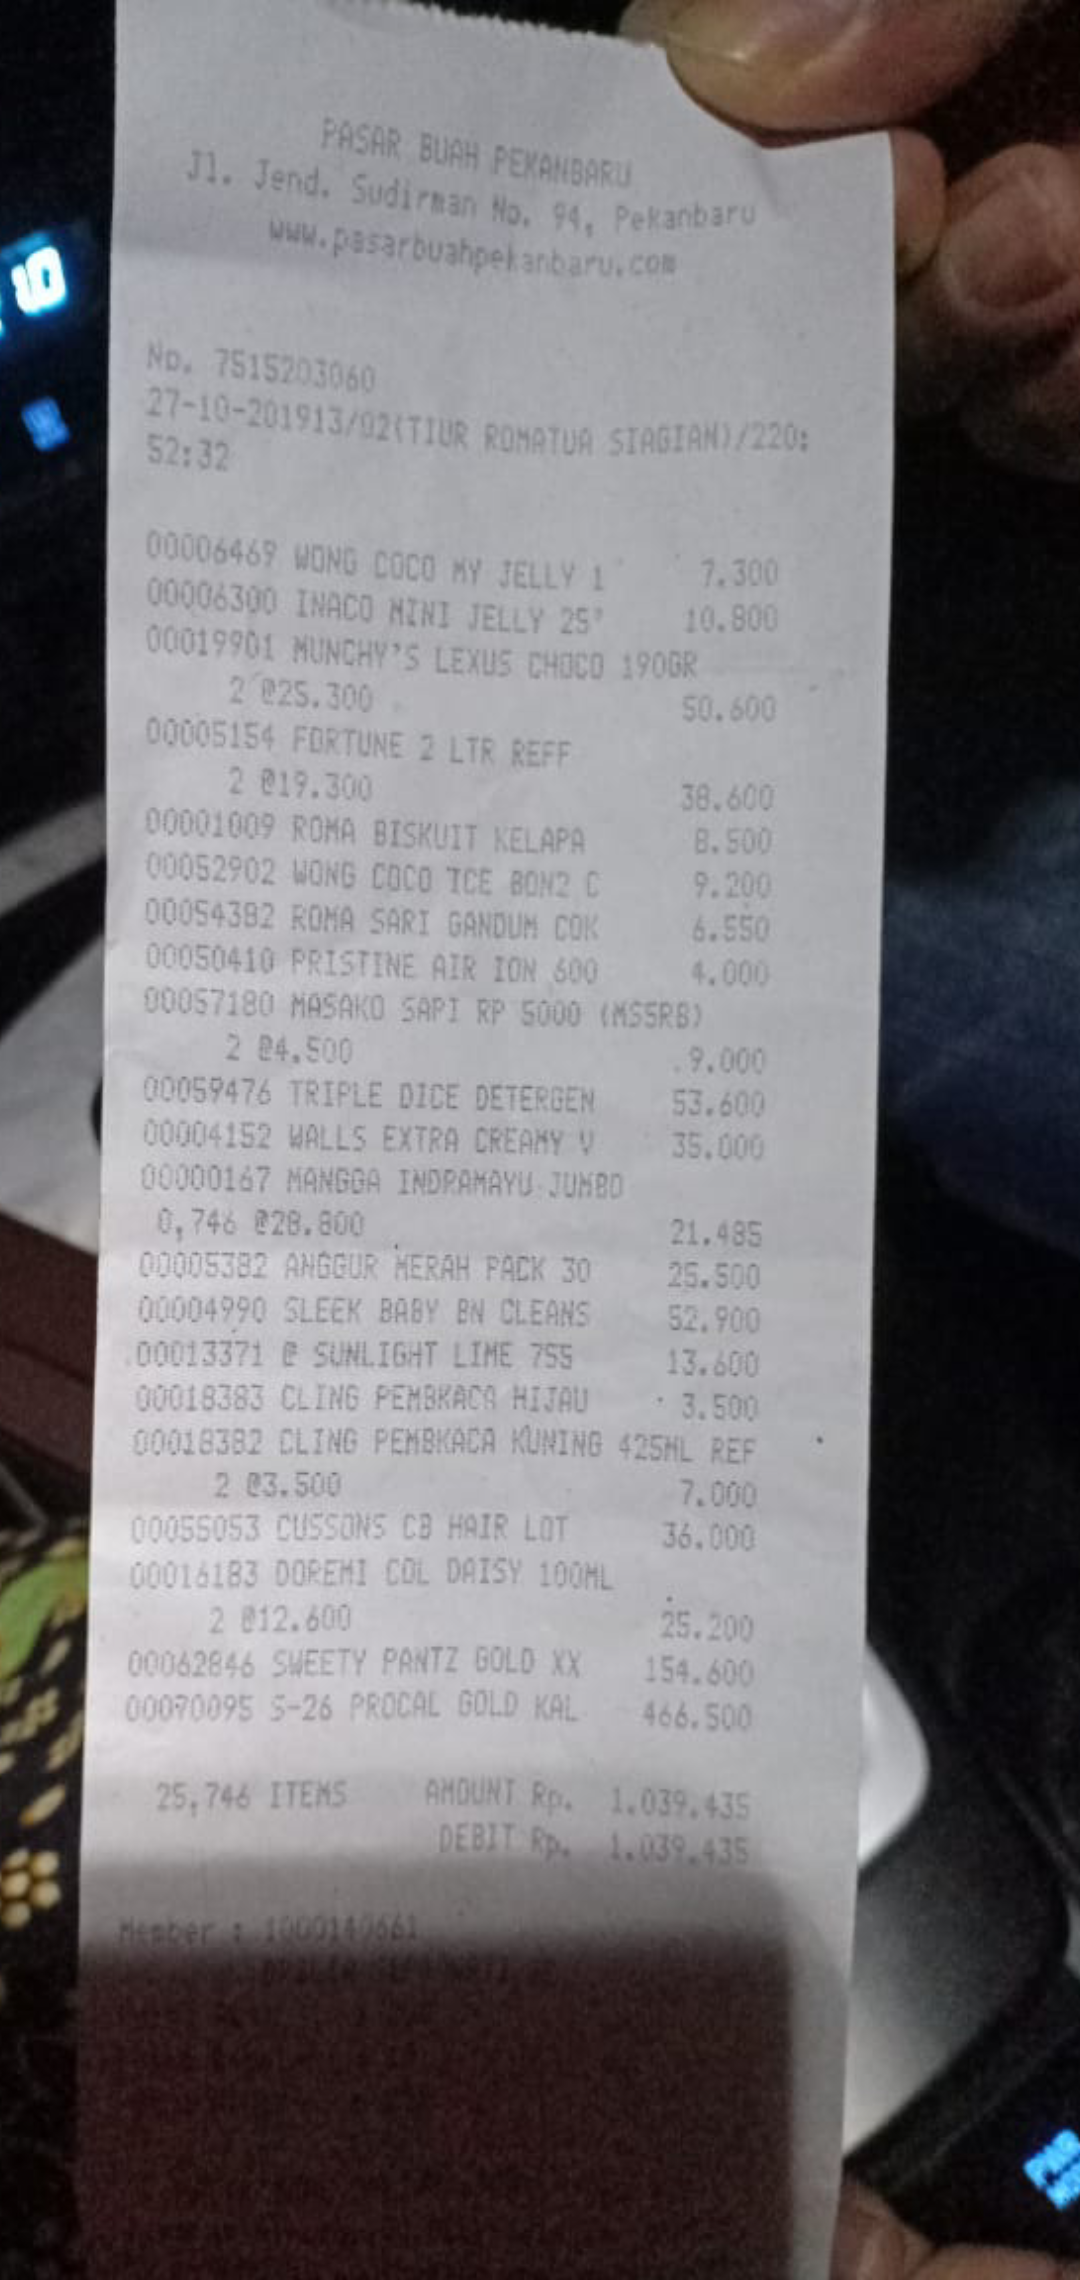 PASAR BUAH PEKANBARU
Jl. Jend. Sudirman No. 94, Pekanbaru
www.pasarbuahpekanbaru.com
No. 7515203060
27-10-201913/02(TIUR ROMATUA SIAGIAN)/220:
52:32
00006469 WONG COCO MY JELLY 1 7.300
00006300 INACO MINI JELLY 25' 10.800
00019901 MUNCHY'S LEXUS CHOCO 190GR
2 @25.300 50.600
00005154 FORTUNE 2 LTR REFF
2 @19.300 38.600
00001009 ROMA BISKUIT KELAPA 8.500
00052902 WONG COCO ICE BON2 C 9.200
00054382 ROMA SARI GANDUM COK 6.550
00050410 PRISTINE AIR ION 600 4.000
00057180 MASAKO SAPI RP 5000 (MS5RB)
2 @4.500 9.000
00059476 TRIPLE DICE DETERGEN 53.600
00004152 WALLS EXTRA CREAMY V 35.000
00000167 MANGGA INDRAMAYU JUMBO
0,746 @28.800 21.485
00005382 ANGGUR MERAH PACK 30 25.500
00004990 SLEEK BABY BN CLEANS 52.900
00013371 @ SUNLIGHT LIME 755 13.600
00018383 CLING PEMBKACA HIJAU 3.500
00018382 CLING PEMBKACA KUNING 425ML REF
2 @3.500 7.000
00055053 CUSSONS CB HAIR LOT 36.000
00016183 DOREMI COL DAISY 100ML
2 @12.600 25.200
00062846 SWEETY PANTZ GOLD XX 154.600
00070095 S-26 PROCAL GOLD KAL 466.500
25,746 ITEMS AMOUNT Rp. 1.039.435
DEBIT Rp. 1.039.435
Member : 1000140661